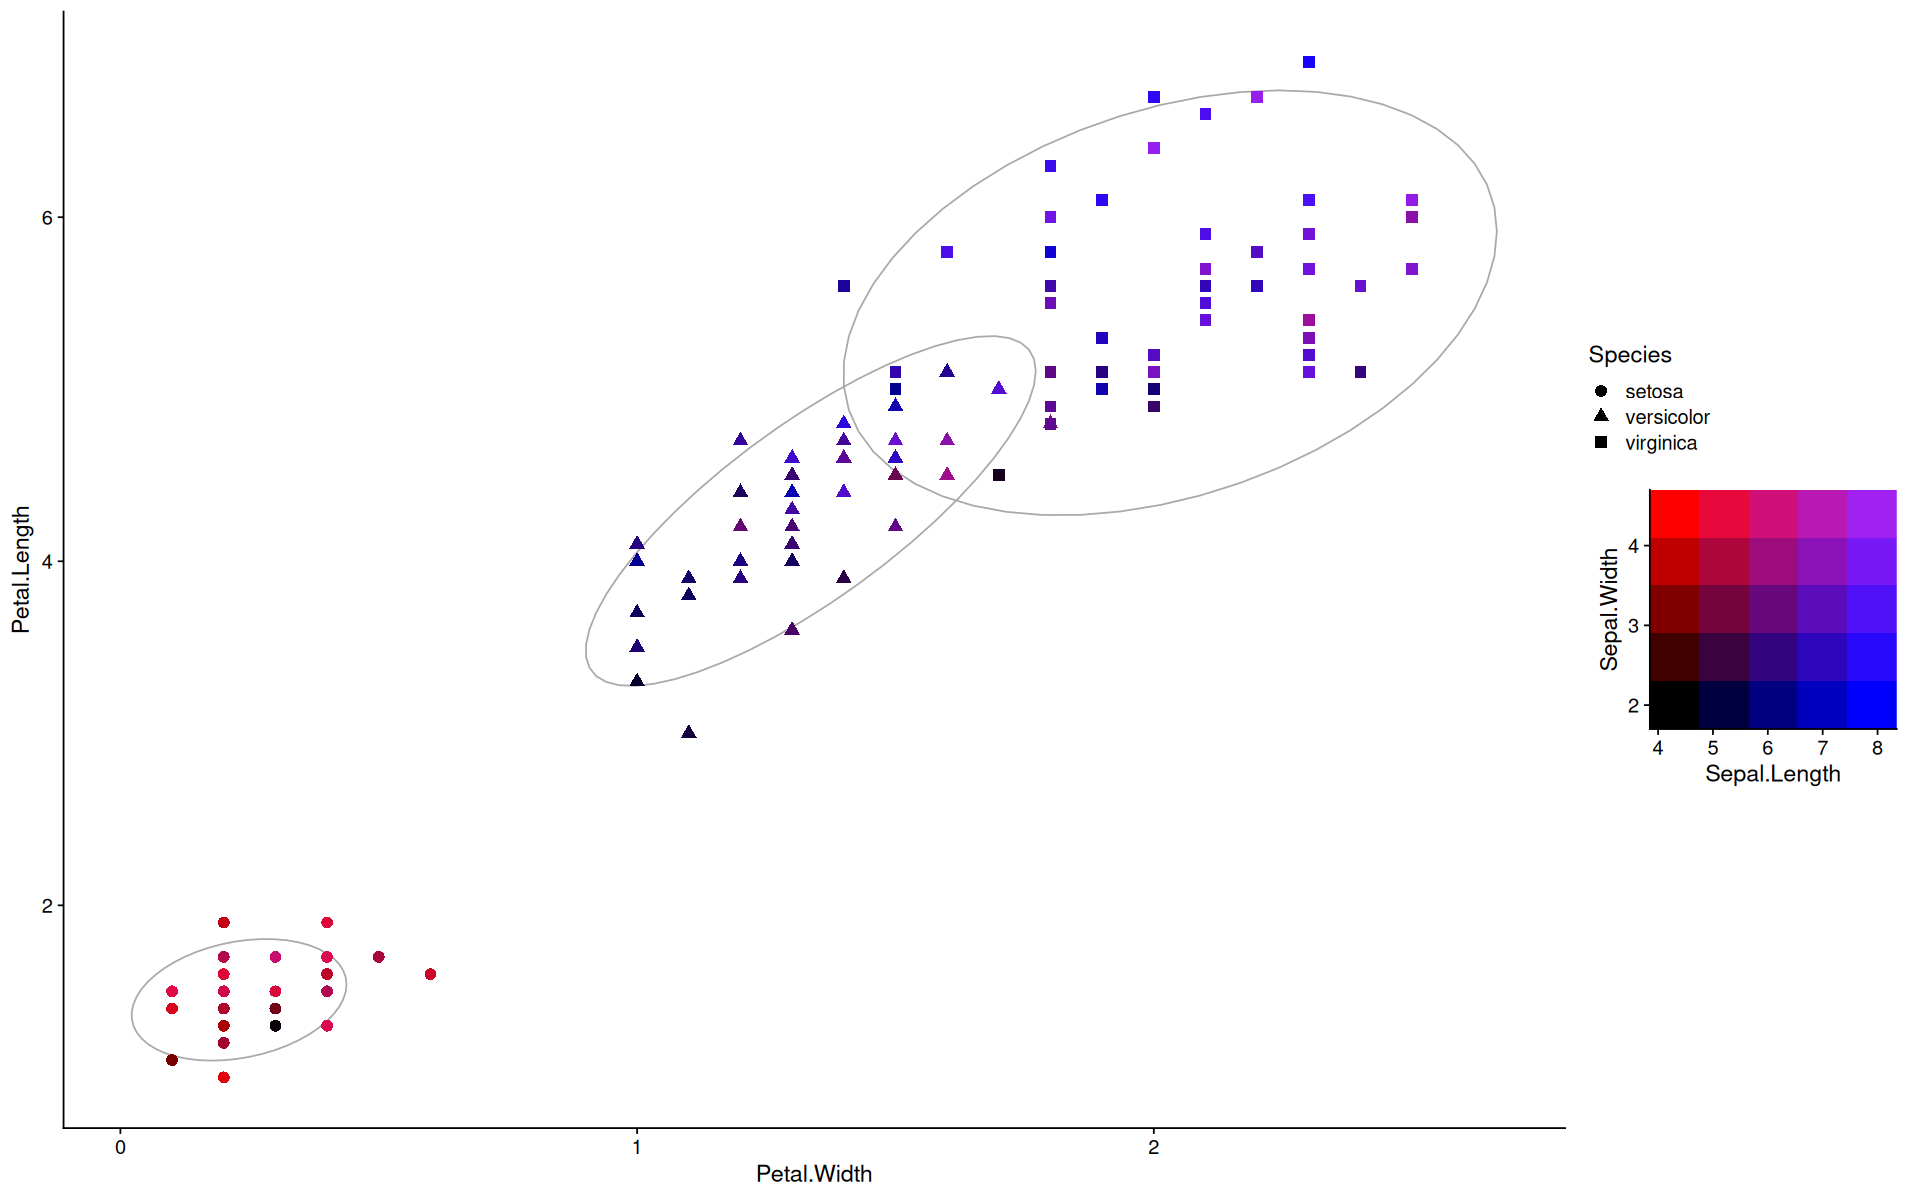 6
4
2
Petal.Length
0 1 2
Petal.Width
Species
setosa
versicolor
virginica
4
3
2
Sepal.Width
4 5 6 7 8
Sepal.Length